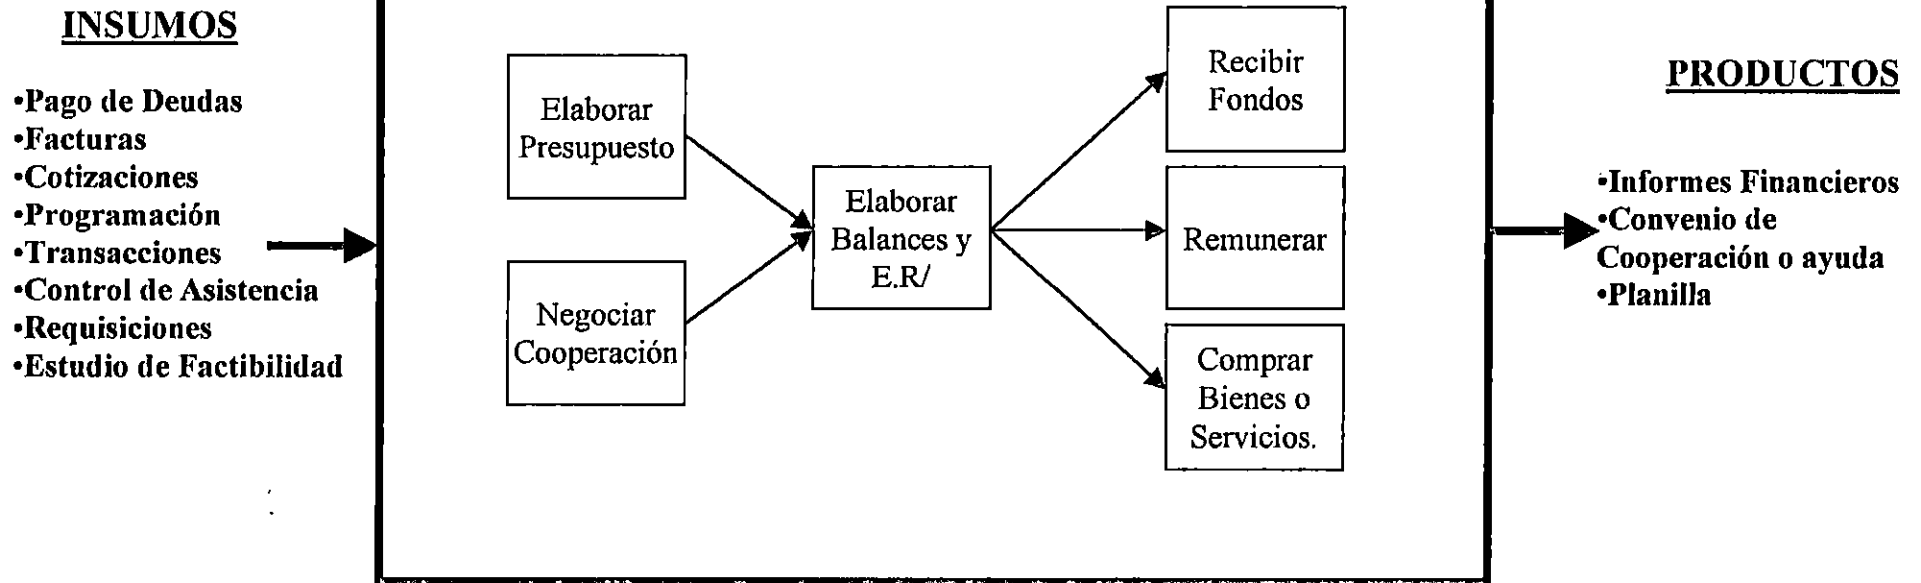 INSUMOS
•Pago de Deudas
•Facturas
•Cotizaciones
•Programación
•Transacciones
•Control de Asistencia
•Requisiciones
•Estudio de Factibilidad
Elaborar
Presupuesto
Negociar
Cooperación
Elaborar
Balances y
E.R/
Recibir
Fondos
Remunerar
Comprar
Bienes o
Servicios.
PRODUCTOS
•Informes Financieros
•Convenio de
Cooperación o ayuda
•Planilla